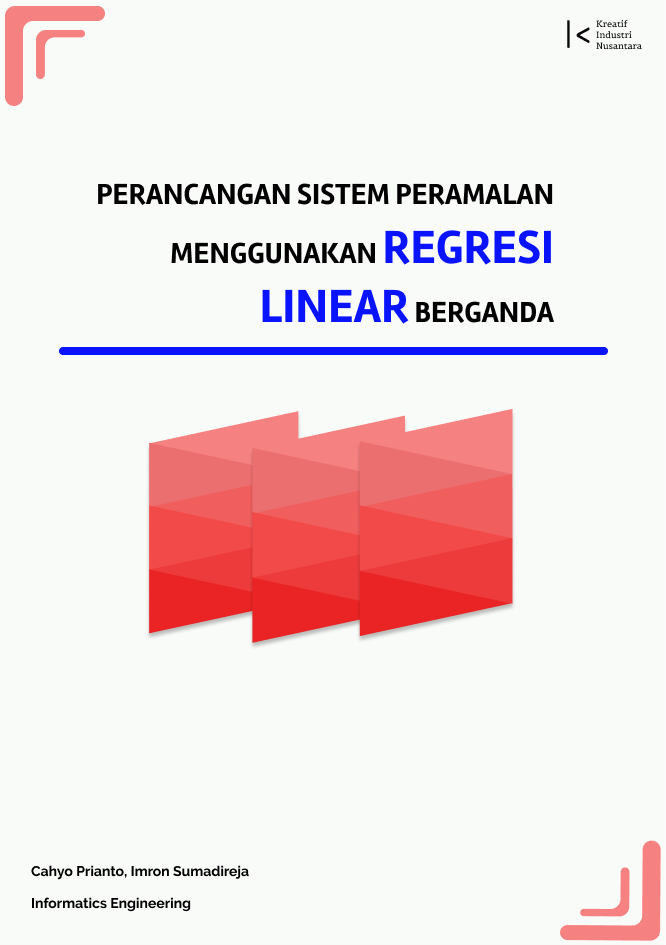 Kreatif
Industri
Nusantara
PERANCANGAN SISTEM PERAMALAN
MENGGUNAKAN REGRESI
LINEAR BERGANDA
Cahyo Prianto, Imron Sumadireja
Informatics Engineering